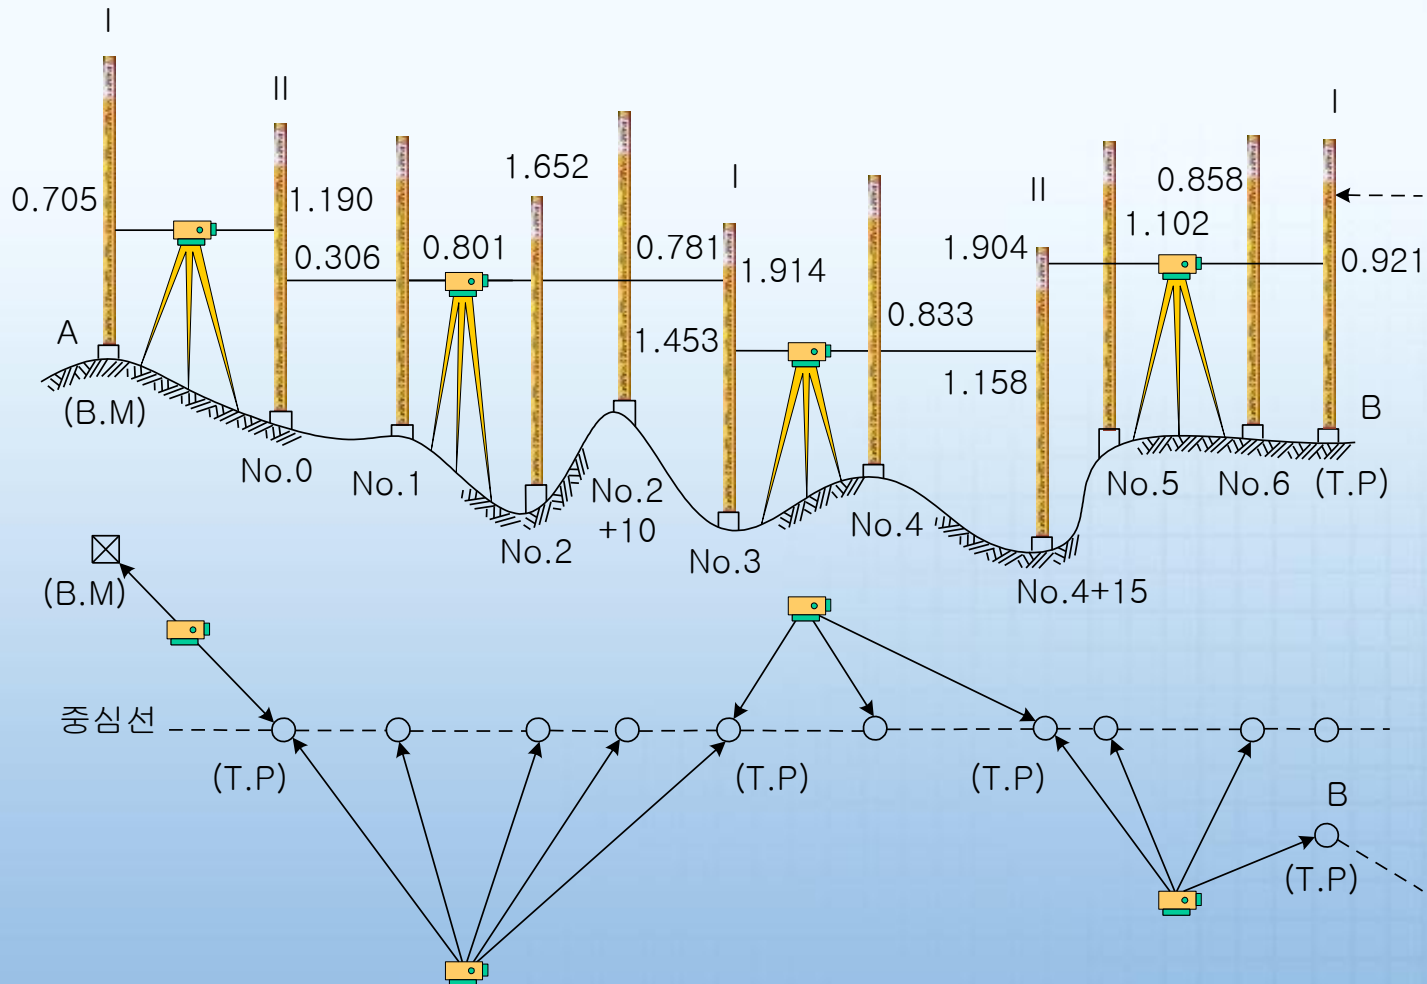 I
II
I
II
I
0.705
1.190
0.306
0.801
1.652
0.781
1.914
1.453
0.833
1.904
1.158
1.102
0.858
0.921
A
(B.M)
No.0
No.1
No.2
No.2
+10
No.3
No.4
No.4+15
No.5
No.6
B
(T.P)
(B.M)
중심선
(T.P)
(T.P)
(T.P)
B
(T.P)